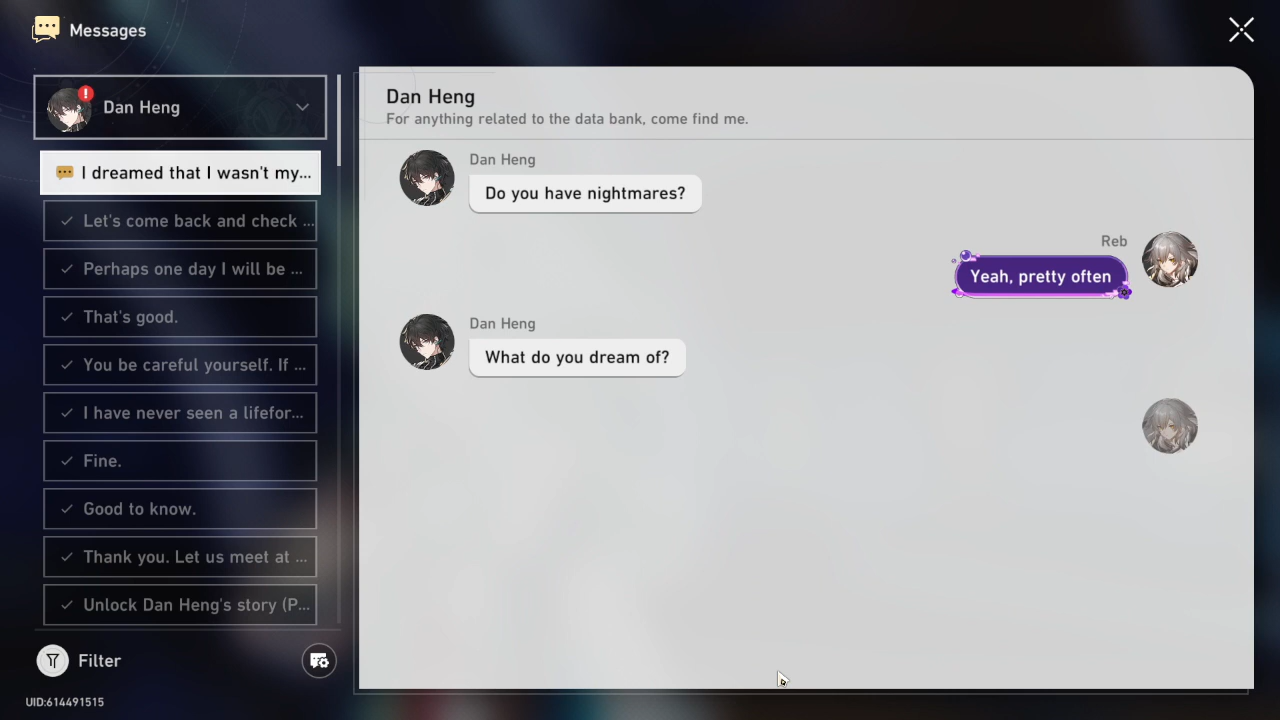 Messages
Dan Heng
I dreamed that I wasn't my...
Let's come back and check ...
Perhaps one day I will be ...
That's good.
You be careful yourself. If ...
I have never seen a lifefor...
Fine.
Good to know.
Thank you. Let us meet at ...
Unlock Dan Heng's story (P...
Filter
UID:614491515
Dan Heng
For anything related to the data bank, come find me.
Dan Heng
Do you have nightmares?
Reb
Yeah, pretty often
Dan Heng
What do you dream of?